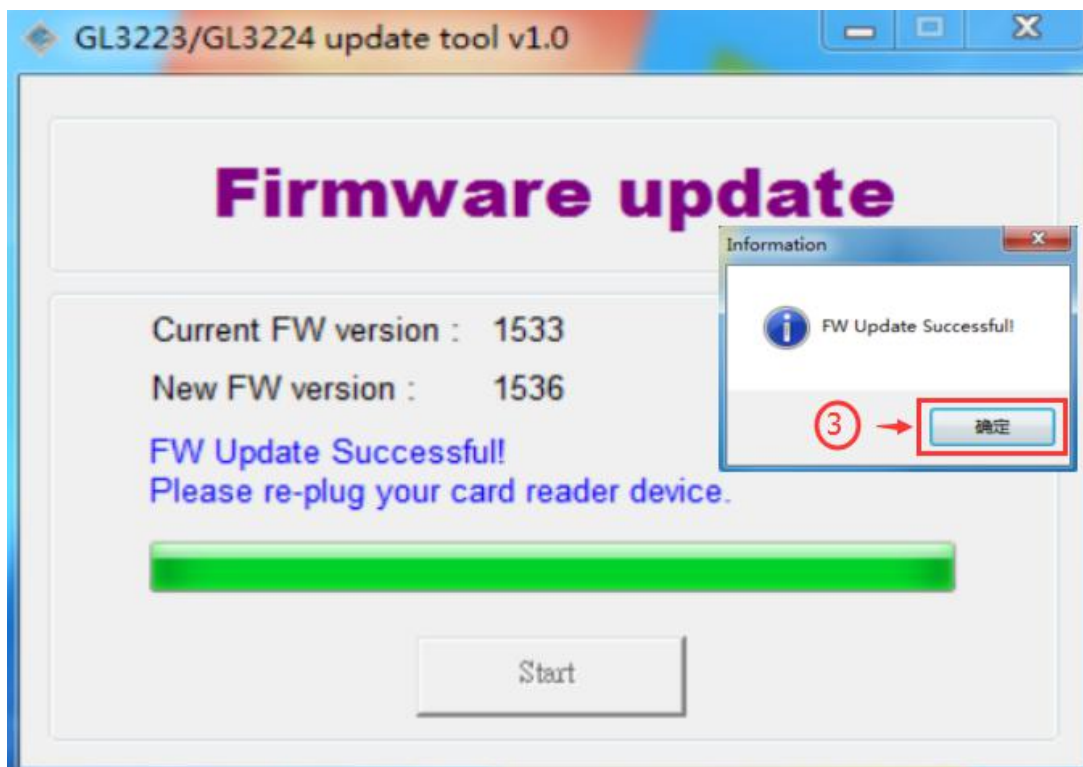 GL3223/GL3224 update tool v1.0
Firmware update
Information
FW Update Successful!
③
确定
Current FW version : 1533
New FW version : 1536
FW Update Successful!
Please re-plug your card reader device.
Start